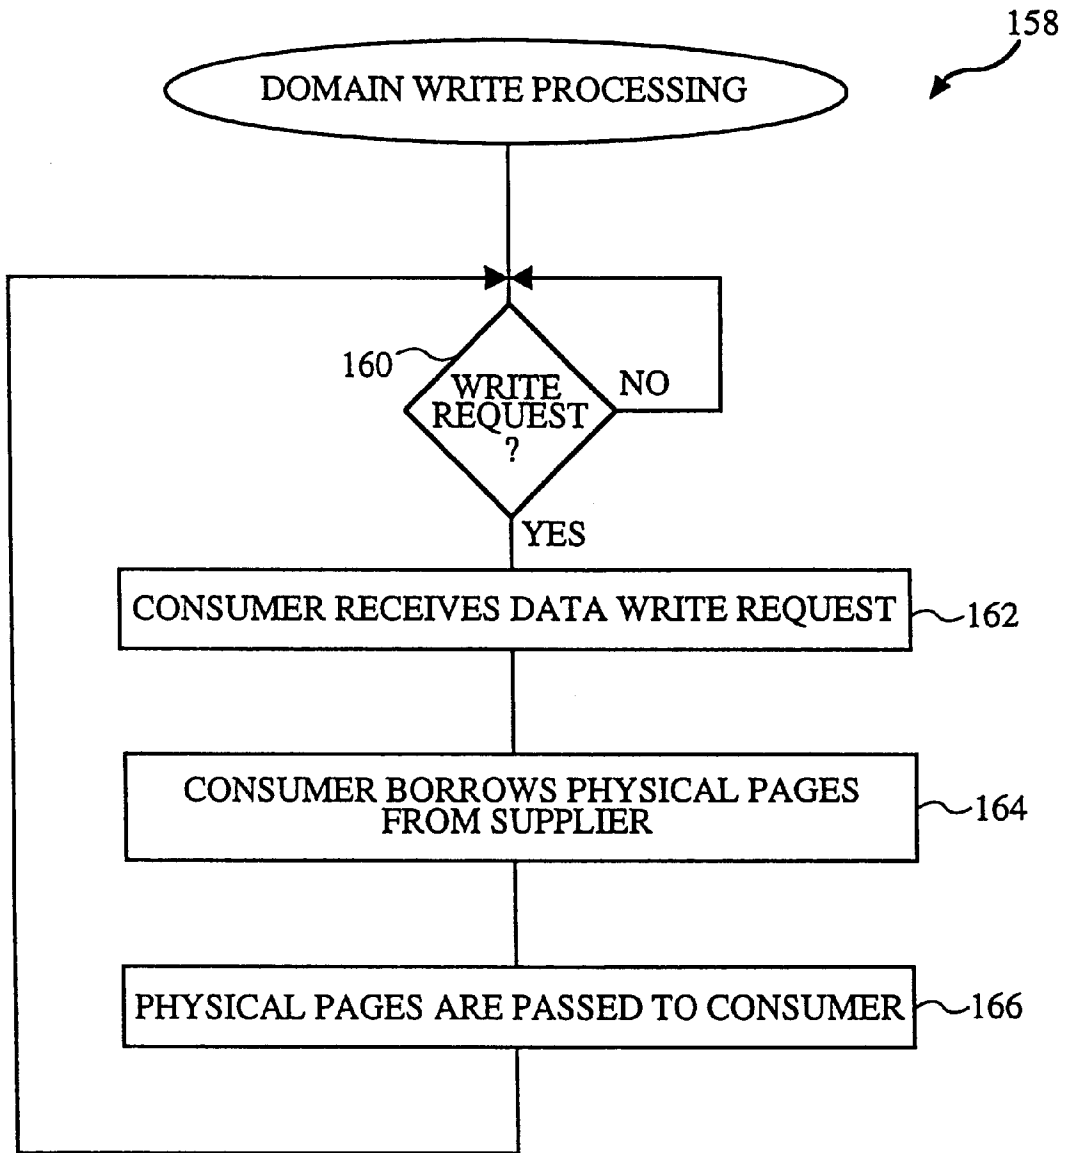 158
DOMAIN WRITE PROCESSING
160
WRITE
REQUEST
?
NO
YES
CONSUMER RECEIVES DATA WRITE REQUEST
162
CONSUMER BORROWS PHYSICAL PAGES
FROM SUPPLIER
164
PHYSICAL PAGES ARE PASSED TO CONSUMER
166